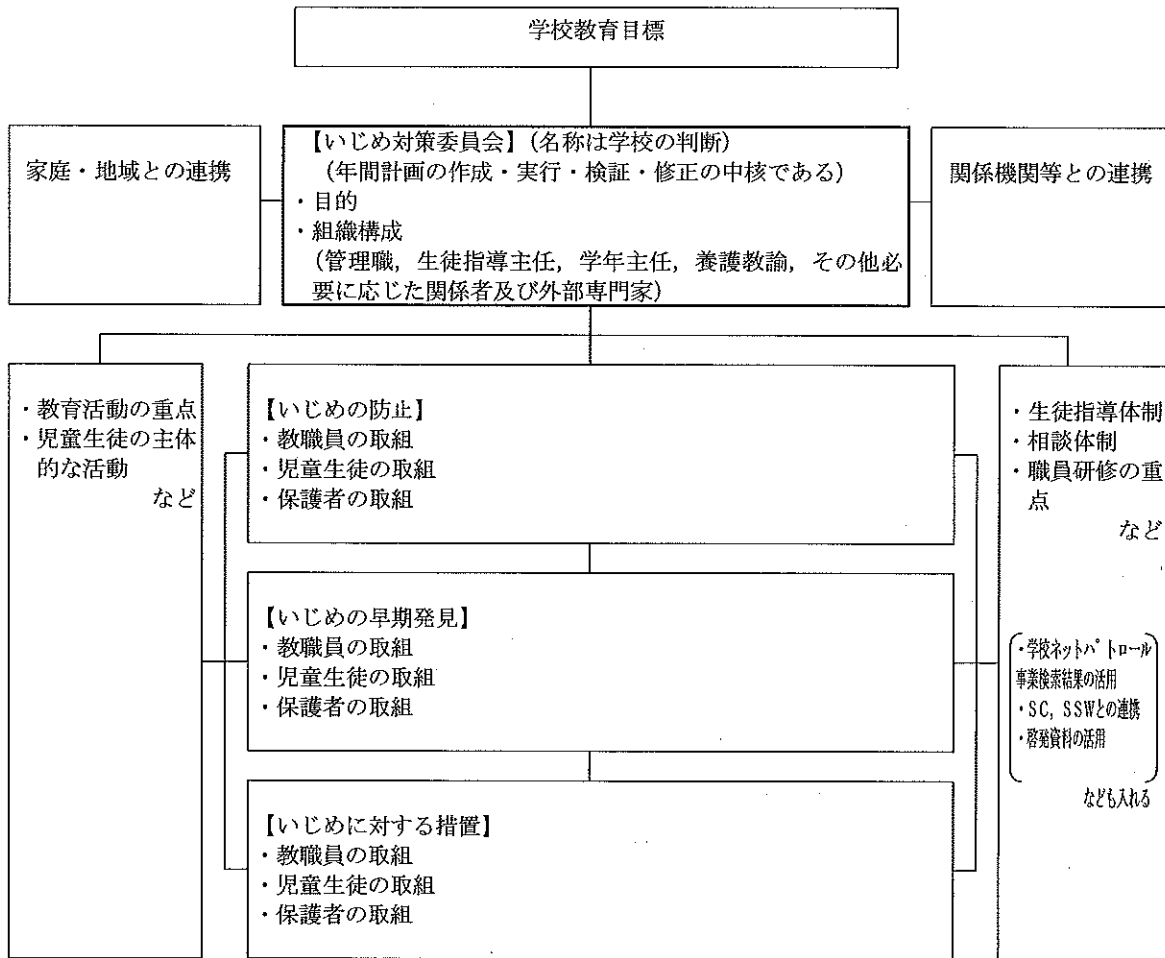 学校教育目標
家庭・地域との連携
【いじめ対策委員会】（名称は学校の判断）
（年間計画の作成・実行・検証・修正の中核である）
・目的
・組織構成
（管理職，生徒指導主任，学年主任，養護教諭，その他必
要に応じた関係者及び外部専門家）
関係機関等との連携
・教育活動の重点
・児童生徒の主体
的な活動
など
【いじめの防止】
・教職員の取組
・児童生徒の取組
・保護者の取組
【いじめの早期発見】
・教職員の取組
・児童生徒の取組
・保護者の取組
【いじめに対する措置】
・教職員の取組
・児童生徒の取組
・保護者の取組
・生徒指導体制
・相談体制
・職員研修の重
点
など
・学校ネットパトロール
事業検索結果の活用
・ＳＣ，ＳＳＷとの連携
・啓発資料の活用
なども入れる